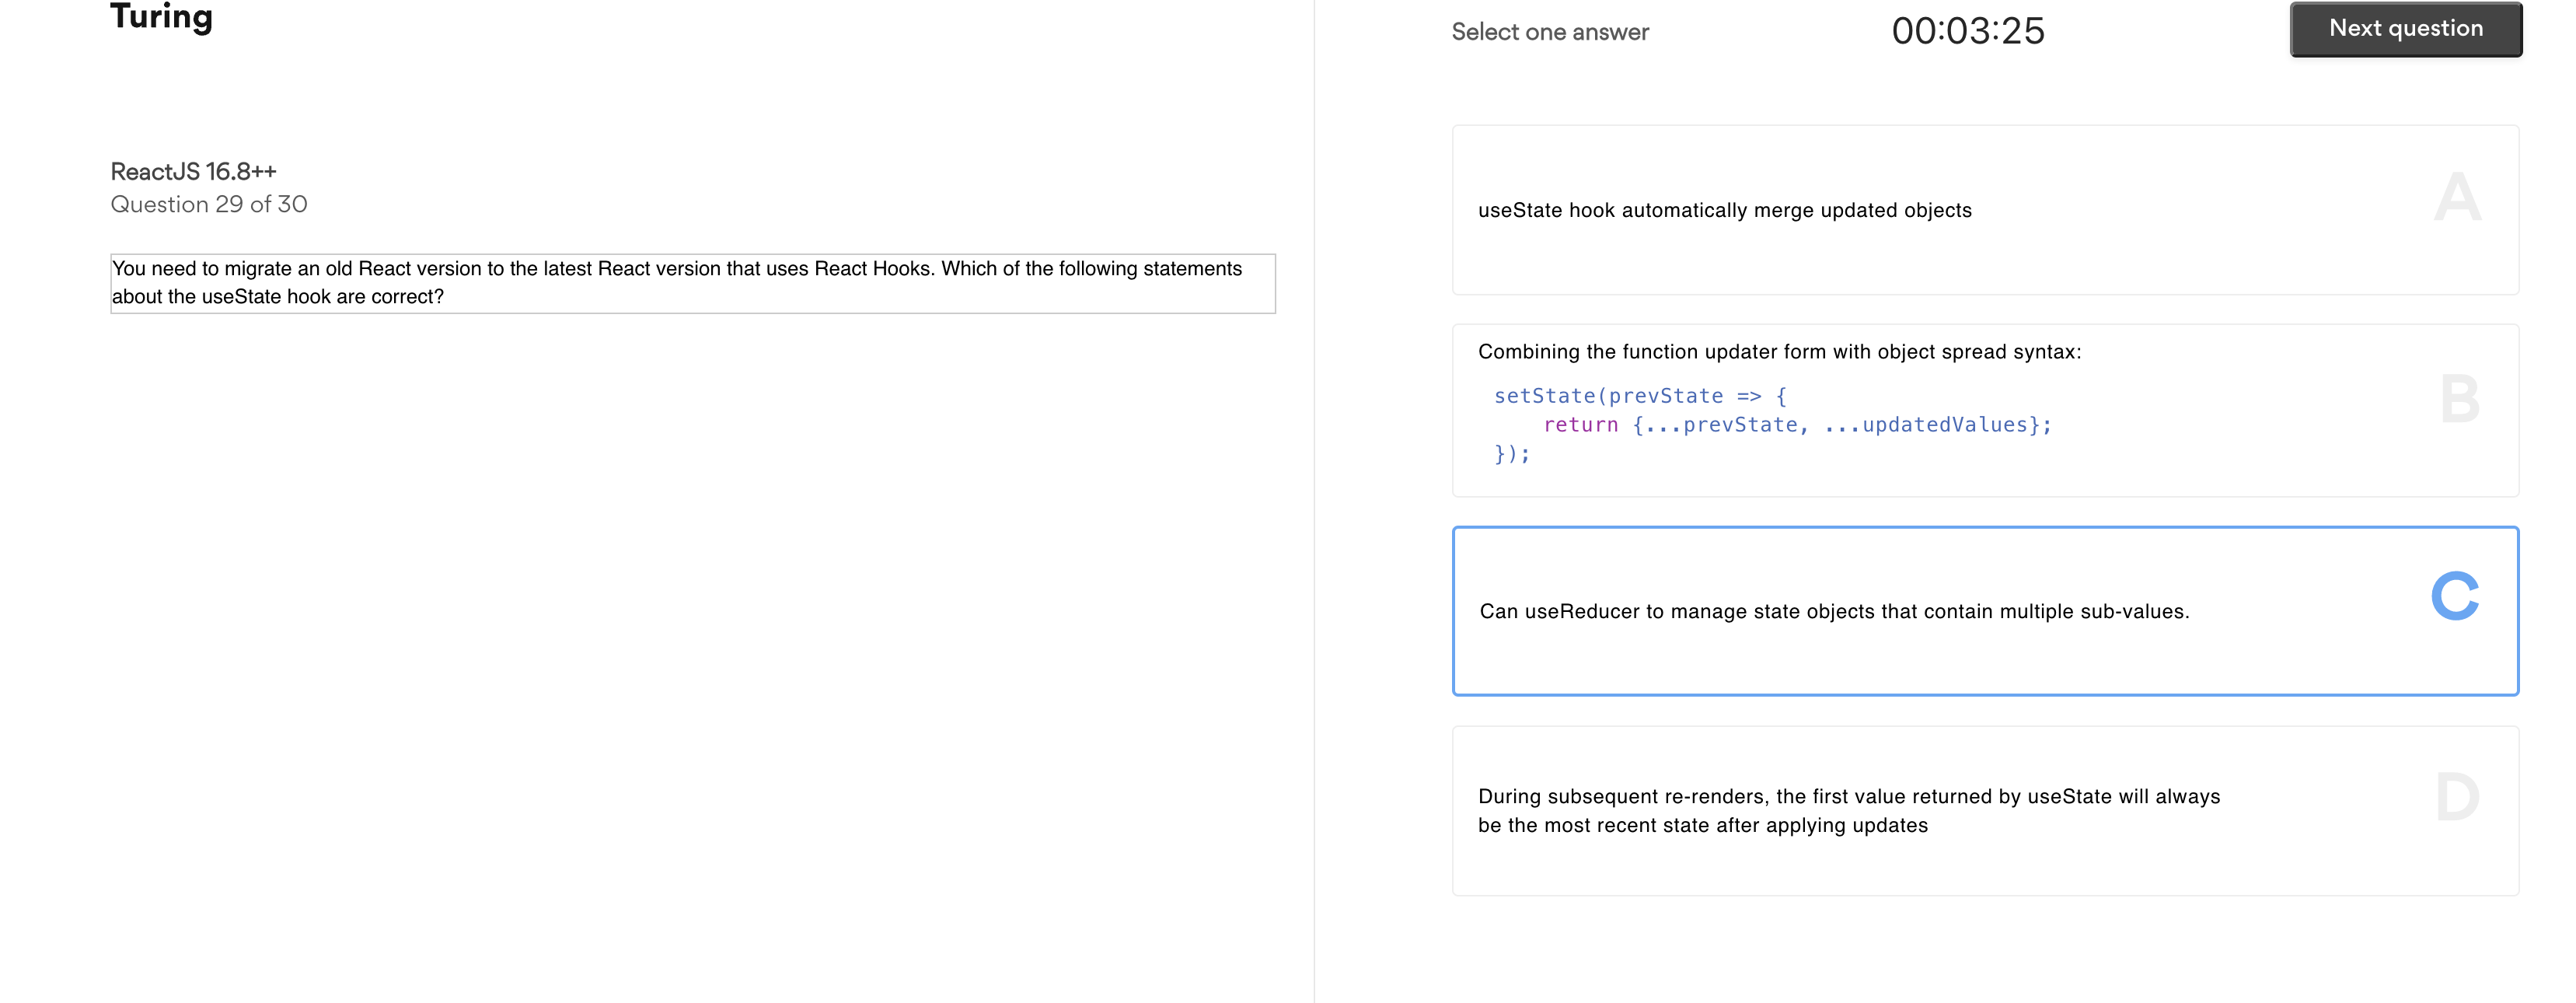 Turing
Select one answer
00:03:25
Next question
ReactJS 16.8++
Question 29 of 30
You need to migrate an old React version to the latest React version that uses React Hooks. Which of the following statements
about the useState hook are correct?
useState hook automatically merge updated objects
A
Combining the function updater form with object spread syntax:
setState(prevState => {
    return {...prevState, ...updatedValues};
});
B
Can useReducer to manage state objects that contain multiple sub-values.
C
During subsequent re-renders, the first value returned by useState will always
be the most recent state after applying updates
D